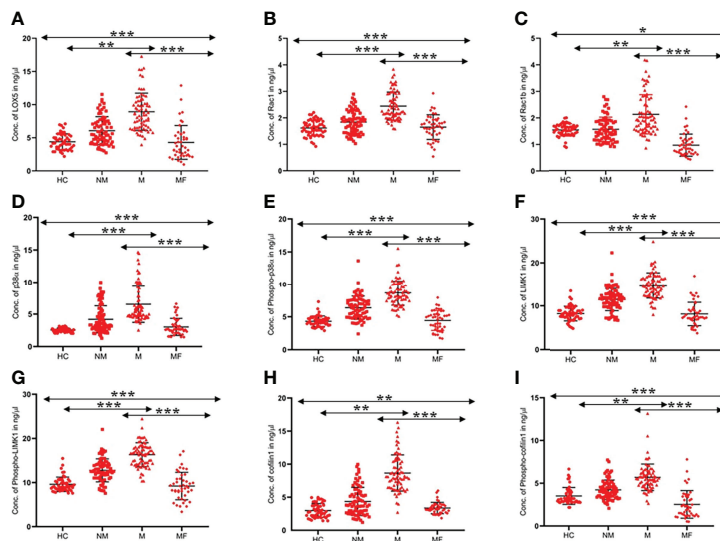 A
***
**
***
Conc. of LOX5 in ng/µl
20
15
10
5
0
HC NM M MF
B
***
***
***
Conc. of Rac1 in ng/µl
5
4
3
2
1
0
HC NM M MF
C
*
**
***
Conc. of Rac1b in ng/µl
5
4
3
2
1
0
HC NM M MF
D
***
***
***
Conc. of p38α in ng/µl
20
15
10
5
0
HC NM M MF
E
***
***
***
Conc. of Phospho-p38α in ng/µl
20
15
10
5
0
HC NM M MF
F
***
***
***
Conc. of LIMK1 in ng/µl
30
20
10
0
HC NM M MF
G
***
***
***
Conc. of Phospho-LIMK1 in ng/µl
30
20
10
0
HC NM M MF
H
**
**
***
Conc. of cofilin1 in ng/µl
20
15
10
5
0
HC NM M MF
I
***
**
***
Conc. of Phospho-cofilin1 in ng/µl
15
10
5
0
HC NM M MF